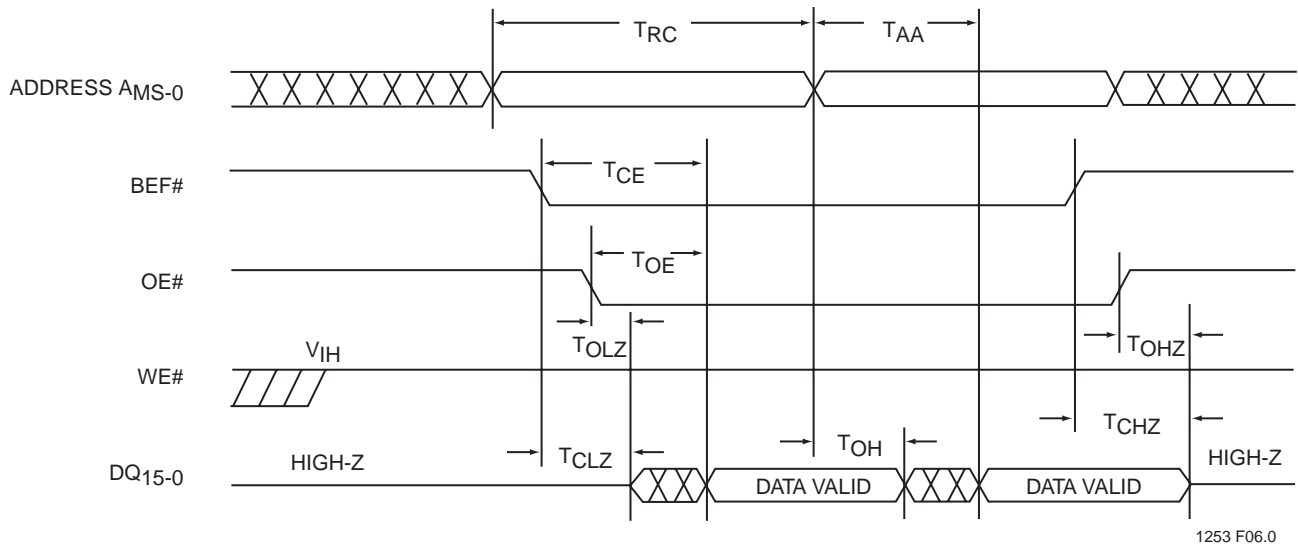 TRC TAA
ADDRESS AMS-0
TCE
BEF#
TOE
OE#
TOLZ TOHZ
VIH
WE#
TCHZ
TCLZ TOH
HIGH-Z HIGH-Z
DQ15-0
DATA VALID DATA VALID
1253 F06.0